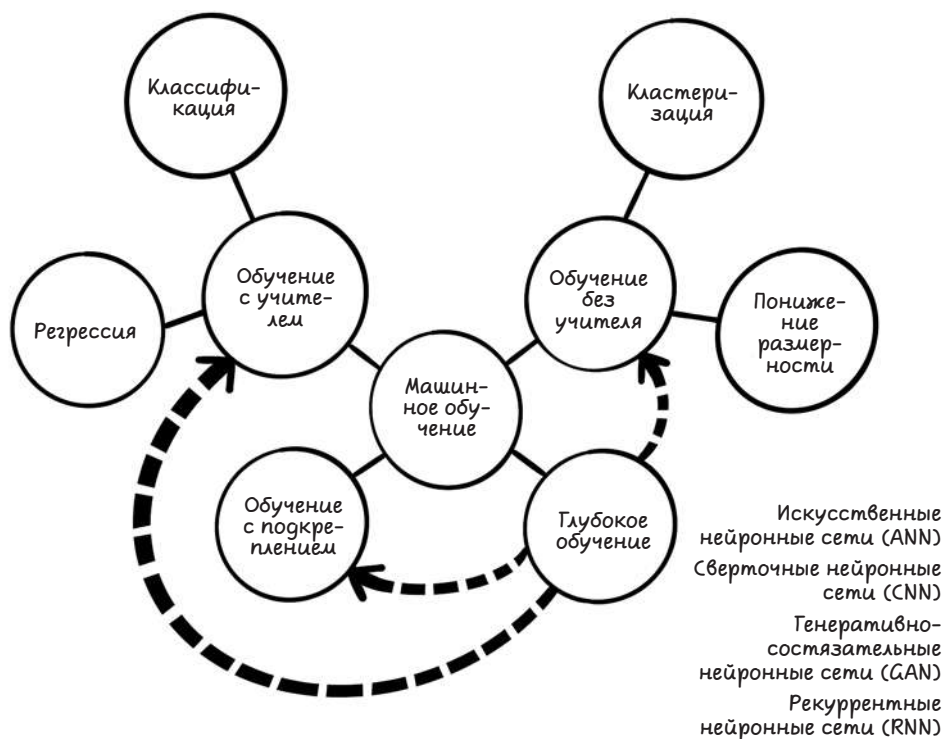 Классифи-
кация
Кластери-
зация
Регрессия
Обучение
с учите-
лем
Обучение
без
учителя
Пониже-
ние
размер-
ности
Машин-
ное обу-
чение
Обучение
с подкре-
плением
Глубокое
обучение
Искусственные
нейронные сети (ANN)
Сверточные нейронные
сети (CNN)
Генеративно-
состязательные
нейронные сети (GAN)
Рекуррентные
нейронные сети (RNN)